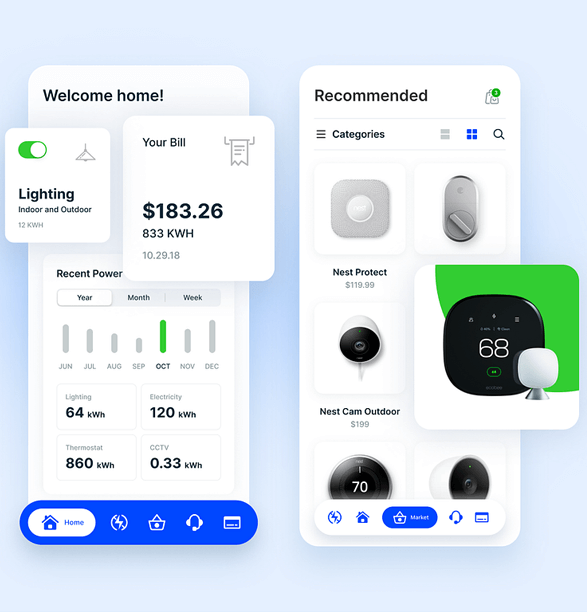 Welcome home!
Lighting
Indoor and Outdoor
12 KWH
Your Bill
$183.26
833 KWH
10.29.18
Recent Power
Year
Month
Week
JUN JUL AUG SEP OCT NOV DEC
Lighting
64 kWh
Electricity
120 kWh
Thermostat
860 kWh
CCTV
0.33 kWh
Home
Recommended
Categories
Nest Protect
$119.99
68
Nest Cam Outdoor
$199
70
Market